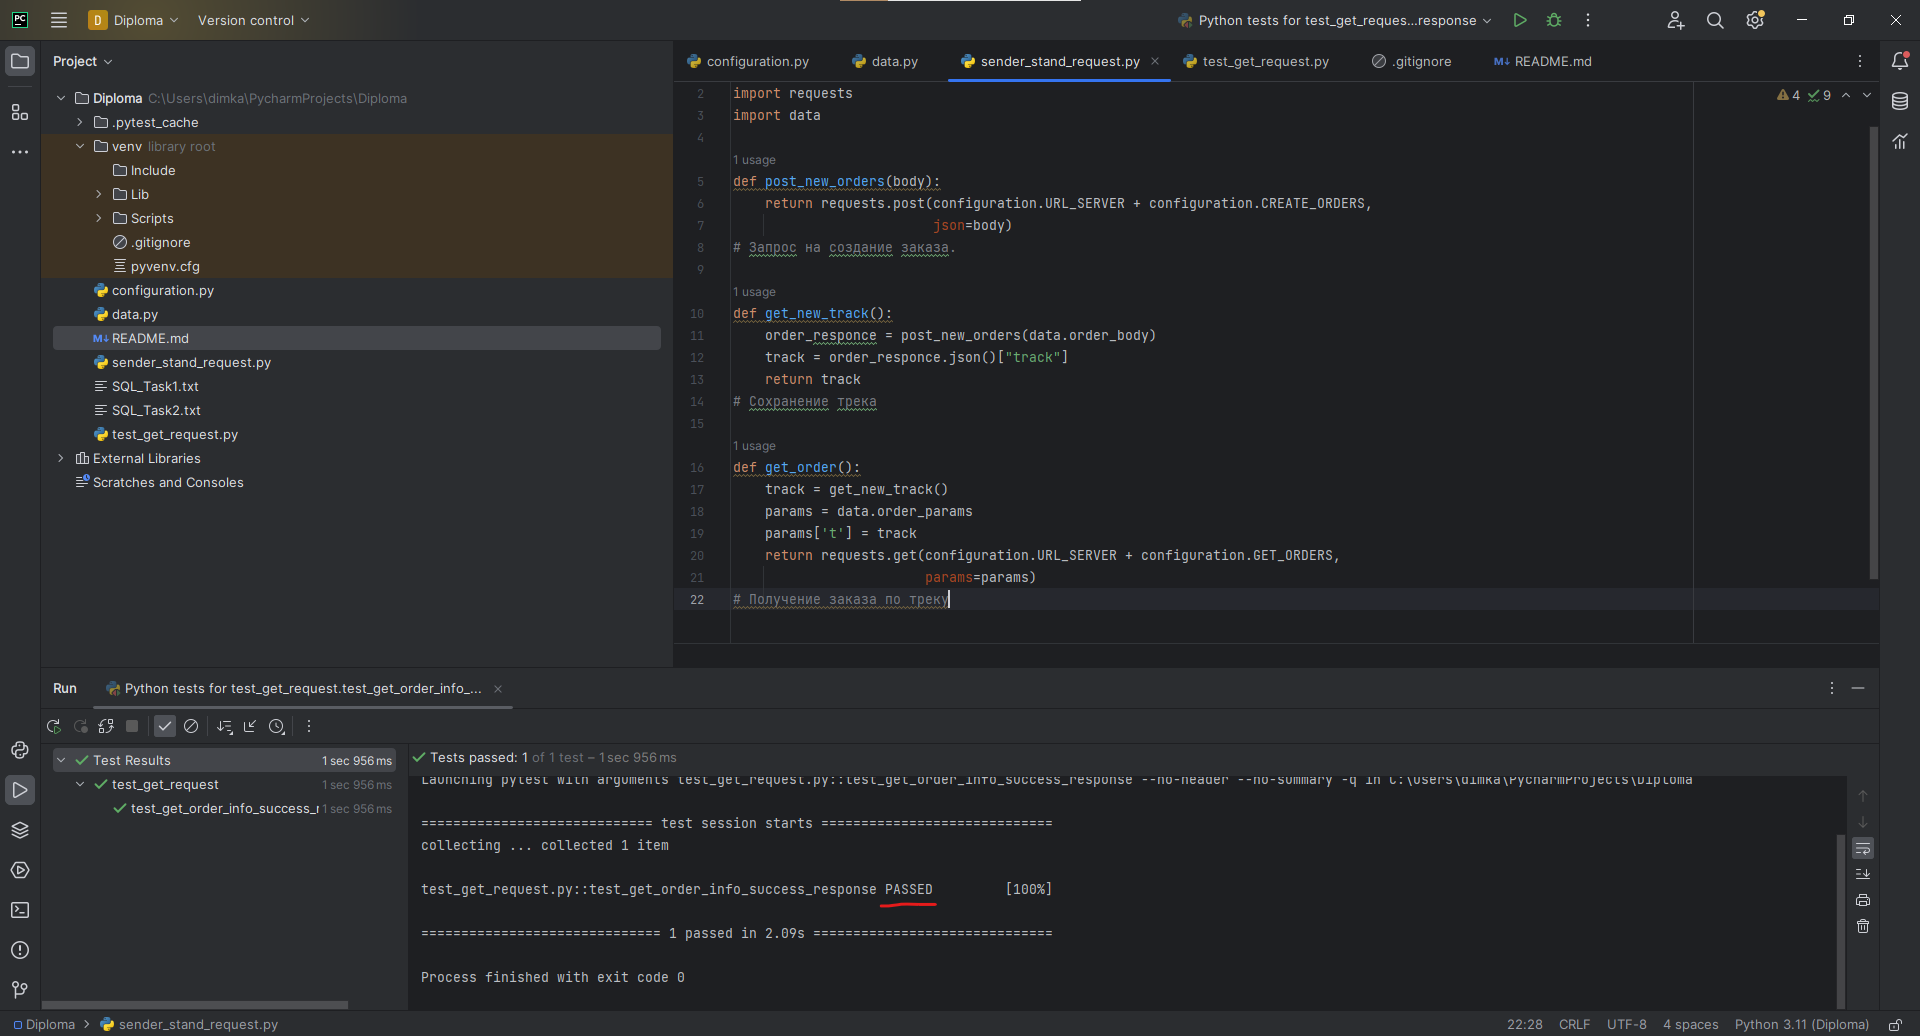 PC
D Diploma
Version control
Python tests for test_get_reques...response
Project
Diploma C:\Users\dimka\PycharmProjects\Diploma
.pytest_cache
venv library root
Include
Lib
Scripts
.gitignore
pyvenv.cfg
configuration.py
data.py
M↓ README.md
sender_stand_request.py
SQL_Task1.txt
SQL_Task2.txt
test_get_request.py
External Libraries
Scratches and Consoles
configuration.py
data.py
sender_stand_request.py
test_get_request.py
.gitignore
M↓ README.md
4 9
2 import requests
3 import data
4
1 usage
5 def post_new_orders(body):
6 return requests.post(configuration.URL_SERVER + configuration.CREATE_ORDERS,
7 json=body)
8 # Запрос на создание заказа.
9
1 usage
10 def get_new_track():
11 order_responce = post_new_orders(data.order_body)
12 track = order_responce.json()["track"]
13 return track
14 # Сохранение трека
15
1 usage
16 def get_order():
17 track = get_new_track()
18 params = data.order_params
19 params['t'] = track
20 return requests.get(configuration.URL_SERVER + configuration.GET_ORDERS,
21 params=params)
22 # Получение заказа по треку
Run
Python tests for test_get_request.test_get_order_info_...
Test Results 1 sec 956 ms
test_get_request 1 sec 956 ms
test_get_order_info_success_r 1 sec 956 ms
Tests passed: 1 of 1 test – 1 sec 956 ms
Launching pytest with arguments test_get_request.py::test_get_order_info_success_response --no-header --no-summary -q in C:\Users\dimka\PycharmProjects\Diploma
============================= test session starts =============================
collecting ... collected 1 item
test_get_request.py::test_get_order_info_success_response PASSED [100%]
============================== 1 passed in 2.09s ==============================
Process finished with exit code 0
Diploma > sender_stand_request.py
22:28 CRLF UTF-8 4 spaces Python 3.11 (Diploma)